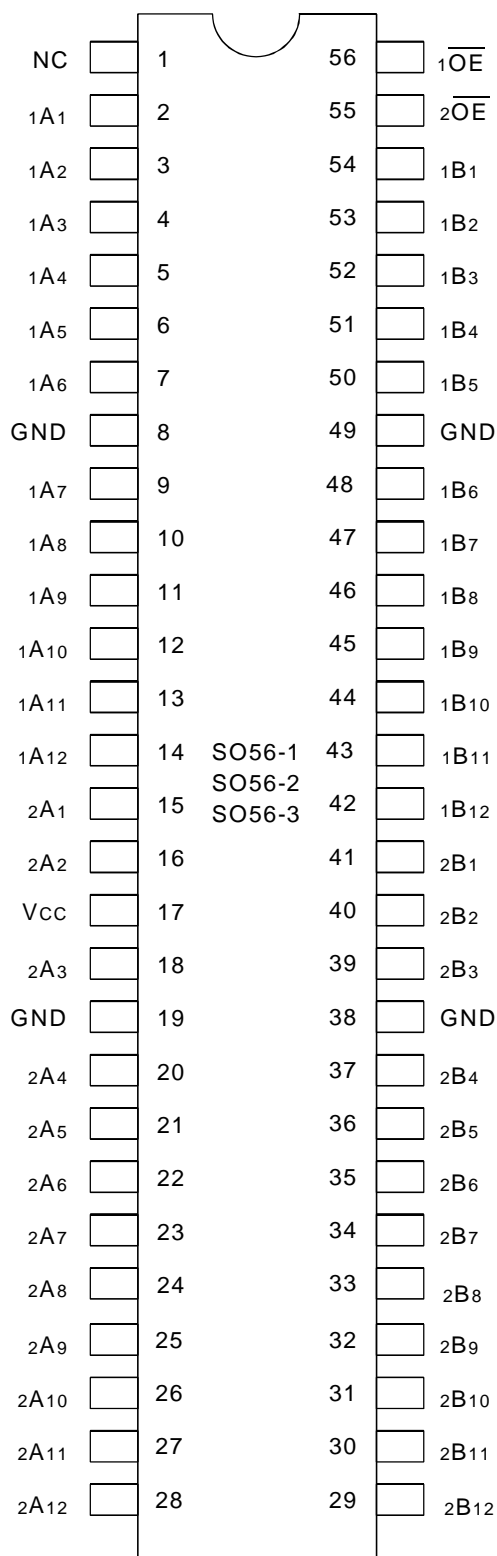 NC 1 56 1OE
1A1 2 55 2OE
1A2 3 54 1B1
1A3 4 53 1B2
1A4 5 52 1B3
1A5 6 51 1B4
1A6 7 50 1B5
GND 8 49 GND
1A7 9 48 1B6
1A8 10 47 1B7
1A9 11 46 1B8
1A10 12 45 1B9
1A11 13 44 1B10
1A12 14 SO56-1 43 1B11
SO56-2
2A1 15 SO56-3 42 1B12
2A2 16 41 2B1
VCC 17 40 2B2
2A3 18 39 2B3
GND 19 38 GND
2A4 20 37 2B4
2A5 21 36 2B5
2A6 22 35 2B6
2A7 23 34 2B7
2A8 24 33 2B8
2A9 25 32 2B9
2A10 26 31 2B10
2A11 27 30 2B11
2A12 28 29 2B12